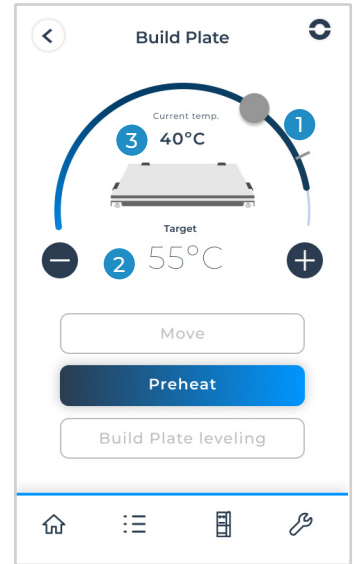 Build Plate
Current temp.
1
3
40°C
Target
2
55°C
Move
Preheat
Build Plate leveling